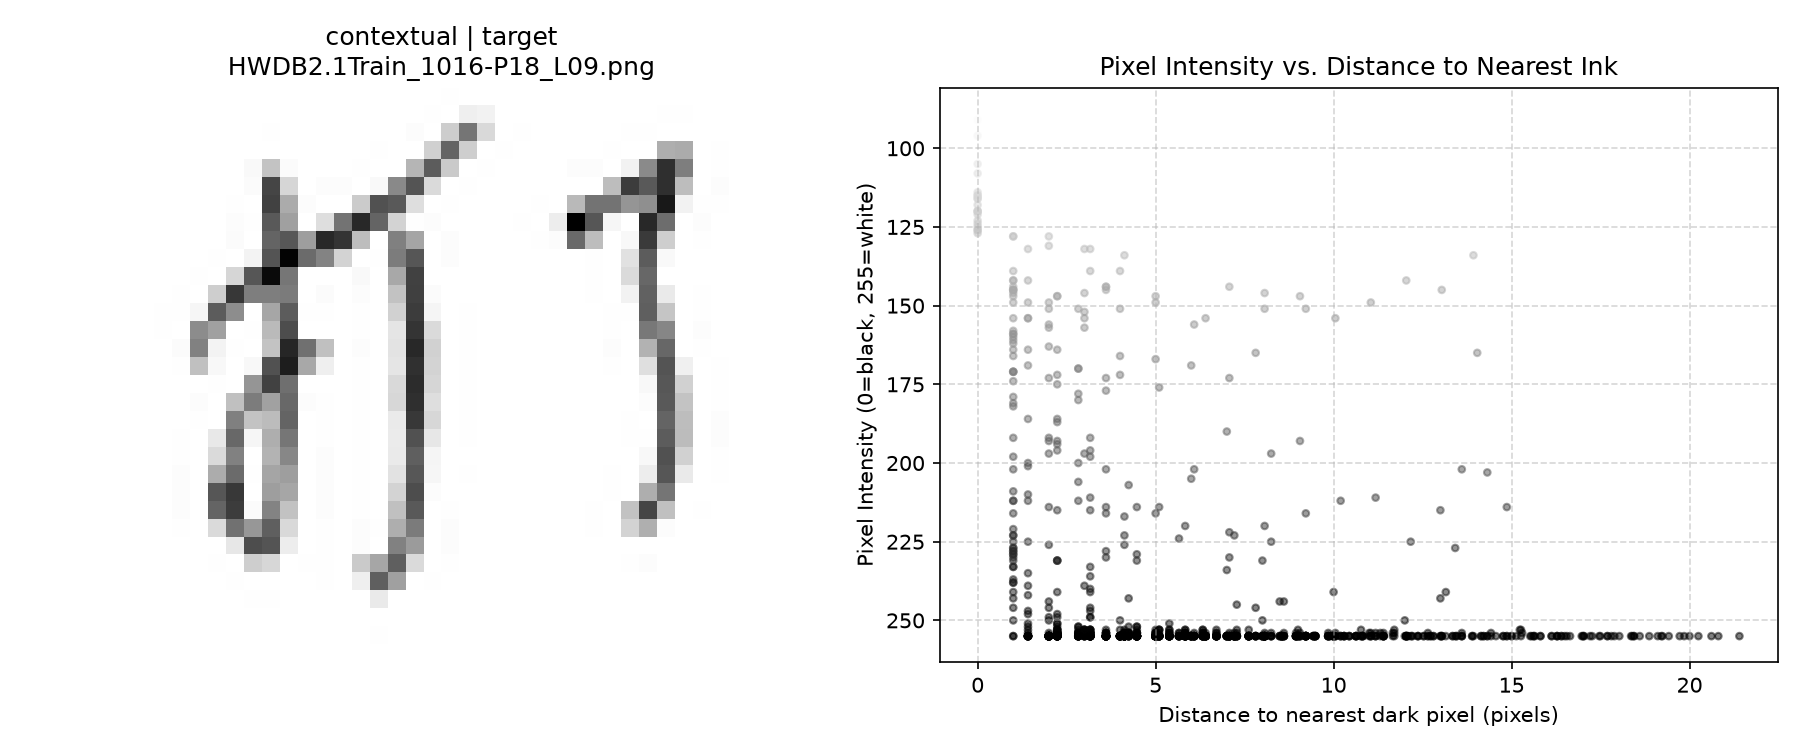 contextual | target
HWDB2.1Train_1016-P18_L09.png
Pixel Intensity vs. Distance to Nearest Ink
Pixel Intensity (0=black, 255=white)
100
125
150
175
200
225
250
0 5 10 15 20
Distance to nearest dark pixel (pixels)